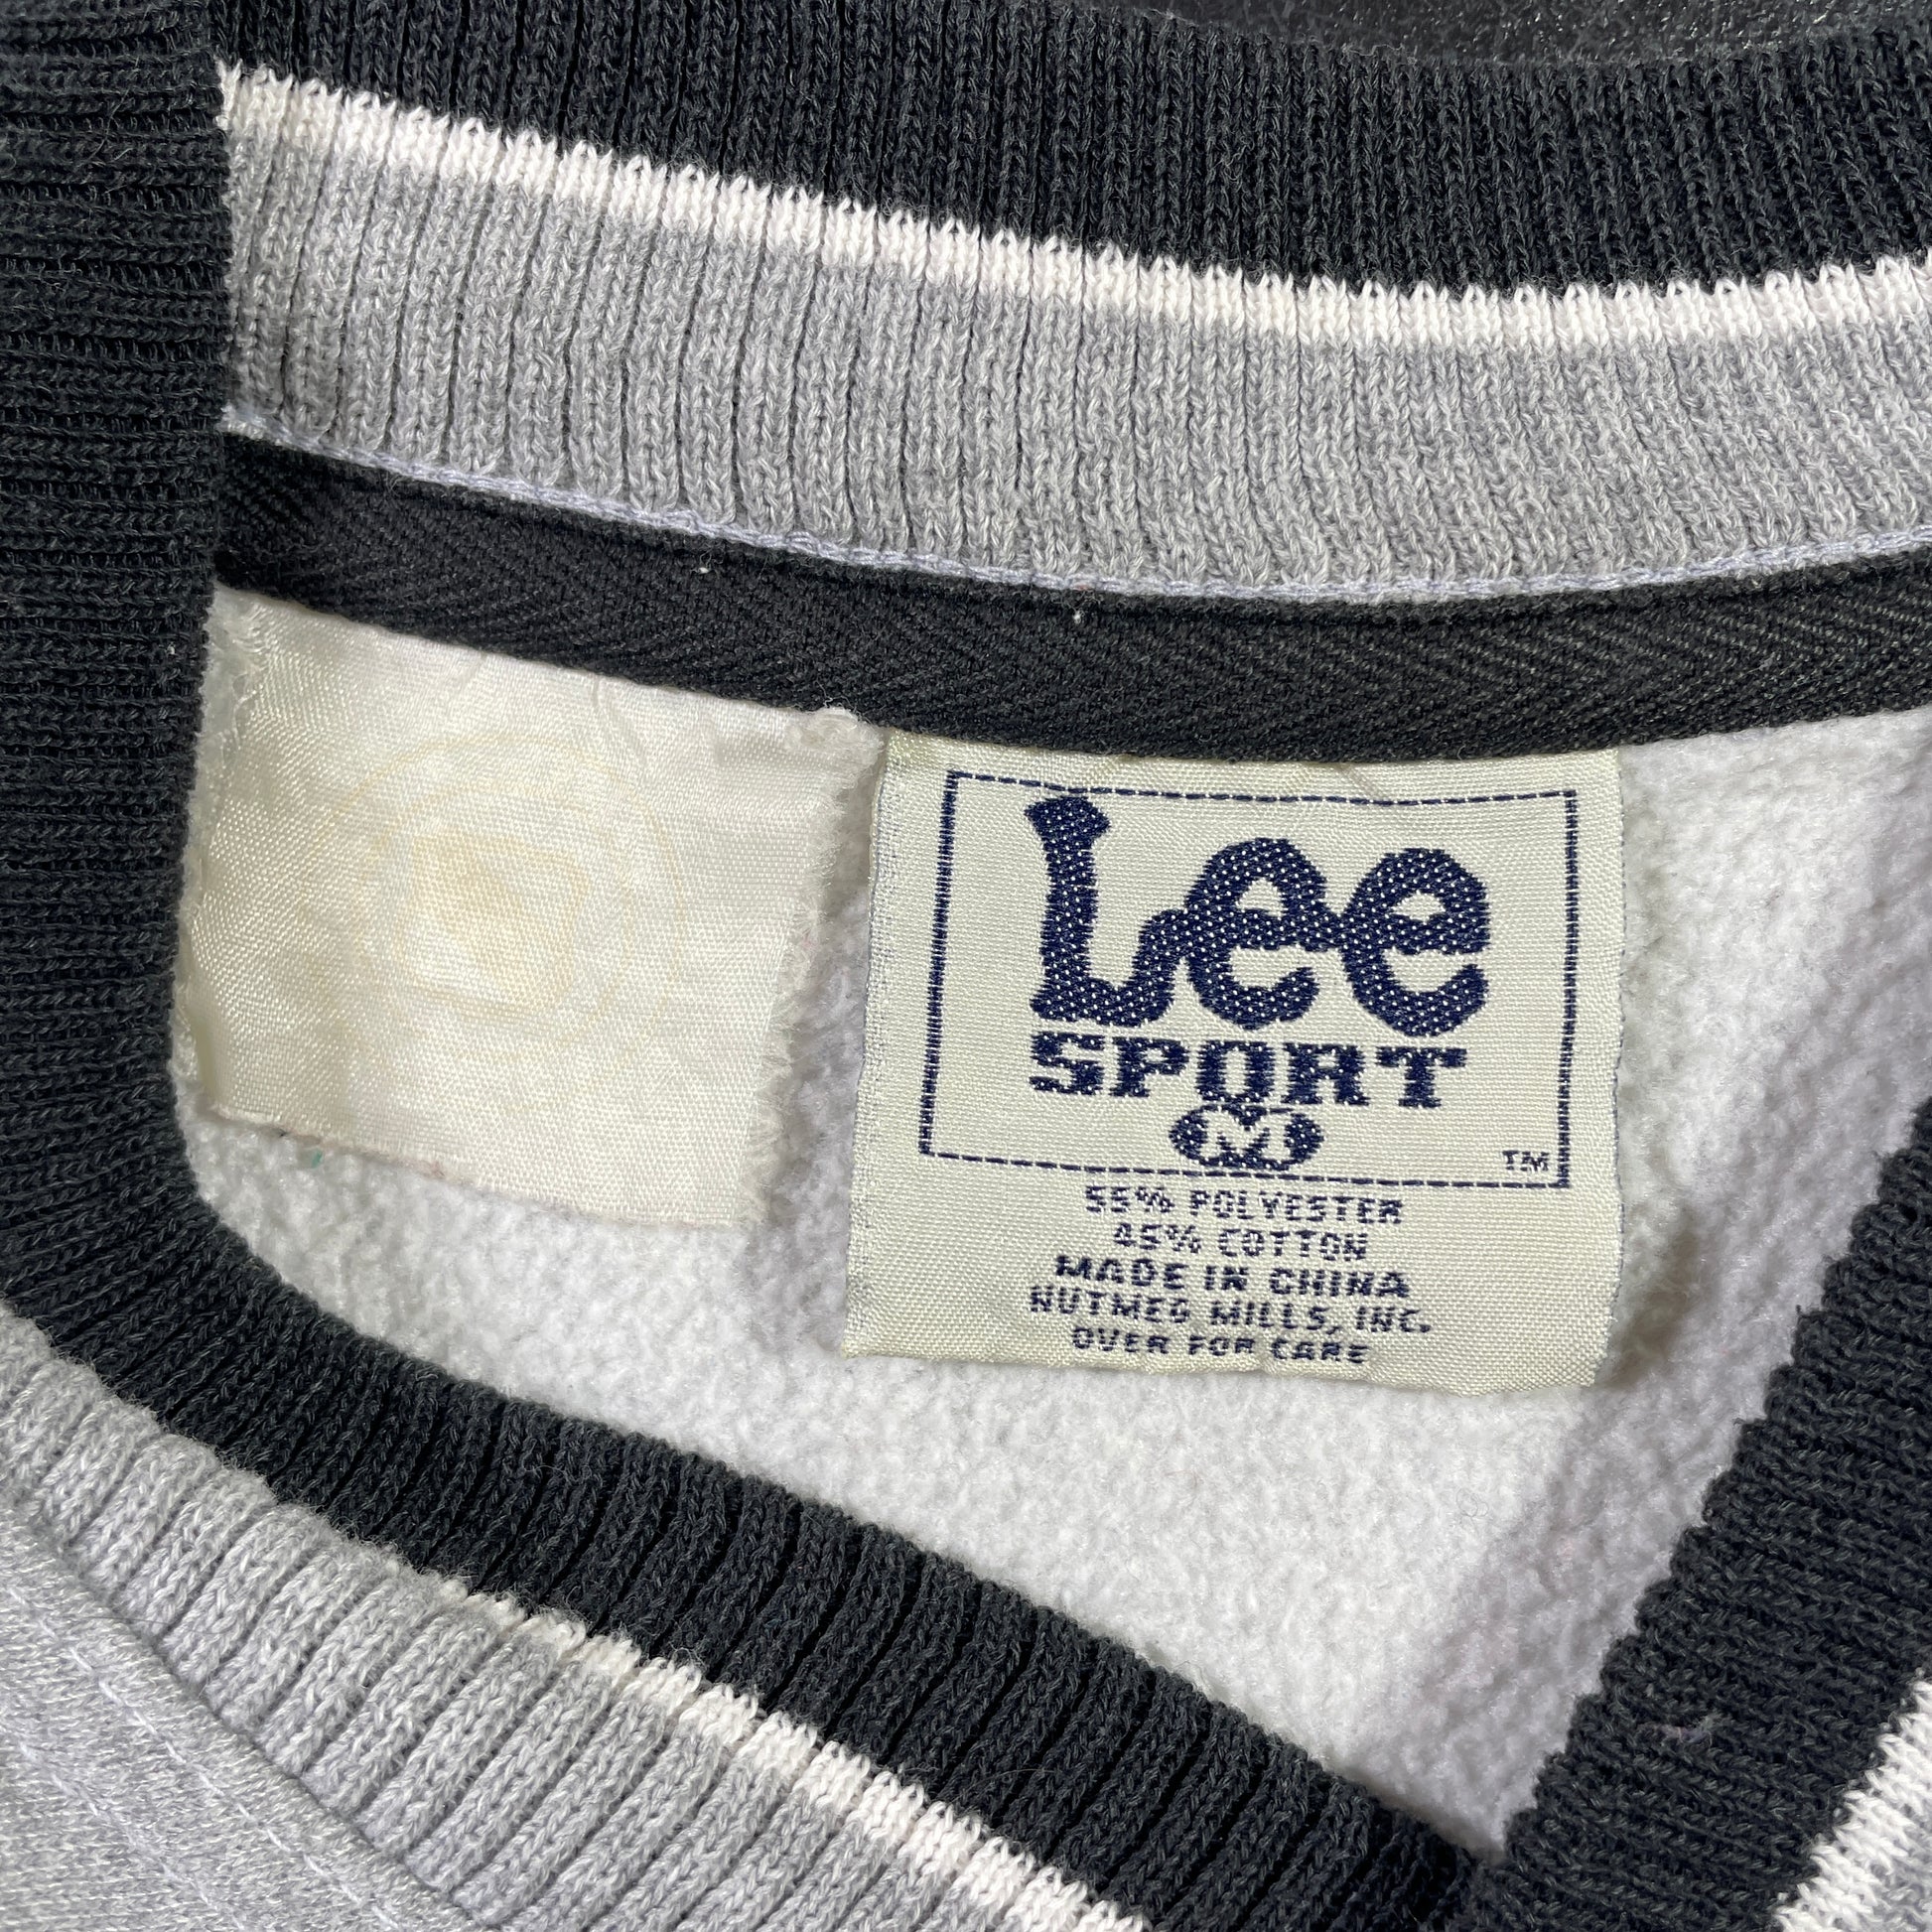 Lee
SPORT
M
TM
55% POLYESTER
45% COTTON
MADE IN CHINA
NUTMEG MILLS, INC.
OVER FOR CARE